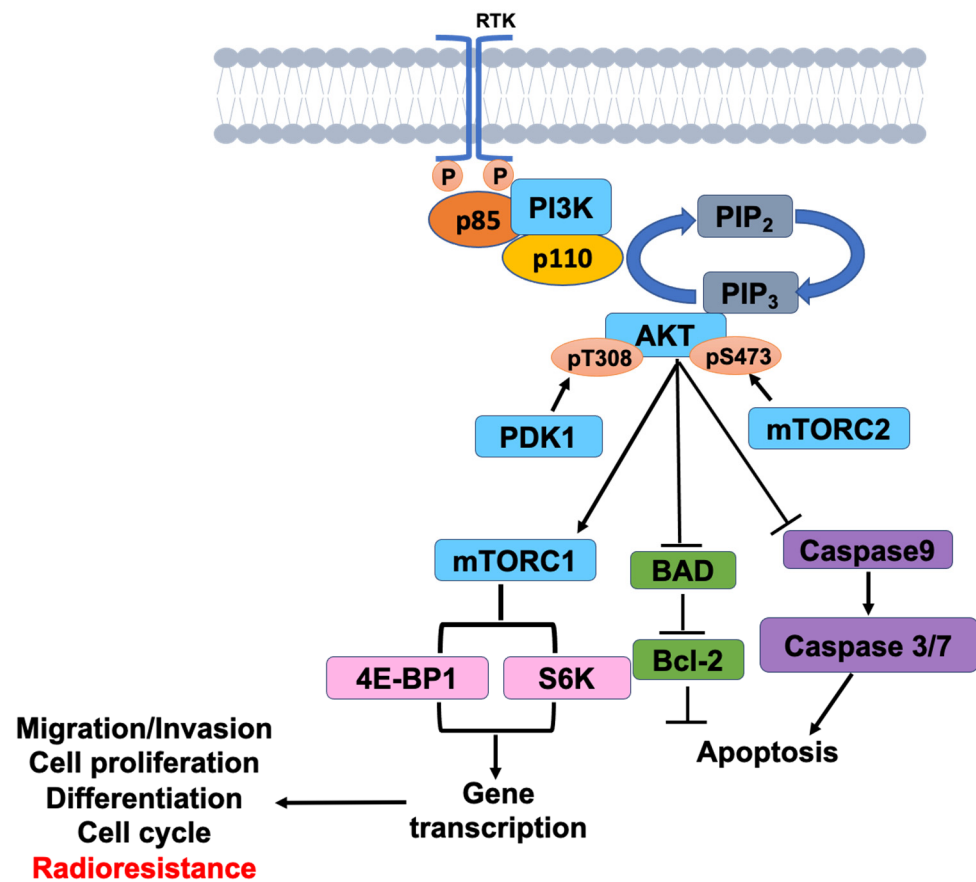 RTK
P
P
p85
PI3K
p110
PIP₂
PIP₃
AKT
pT308
pS473
PDK1
mTORC2
mTORC1
BAD
Caspase9
4E-BP1
S6K
Bcl-2
Caspase 3/7
Apoptosis
Gene
transcription
Migration/Invasion
Cell proliferation
Differentiation
Cell cycle
Radioresistance